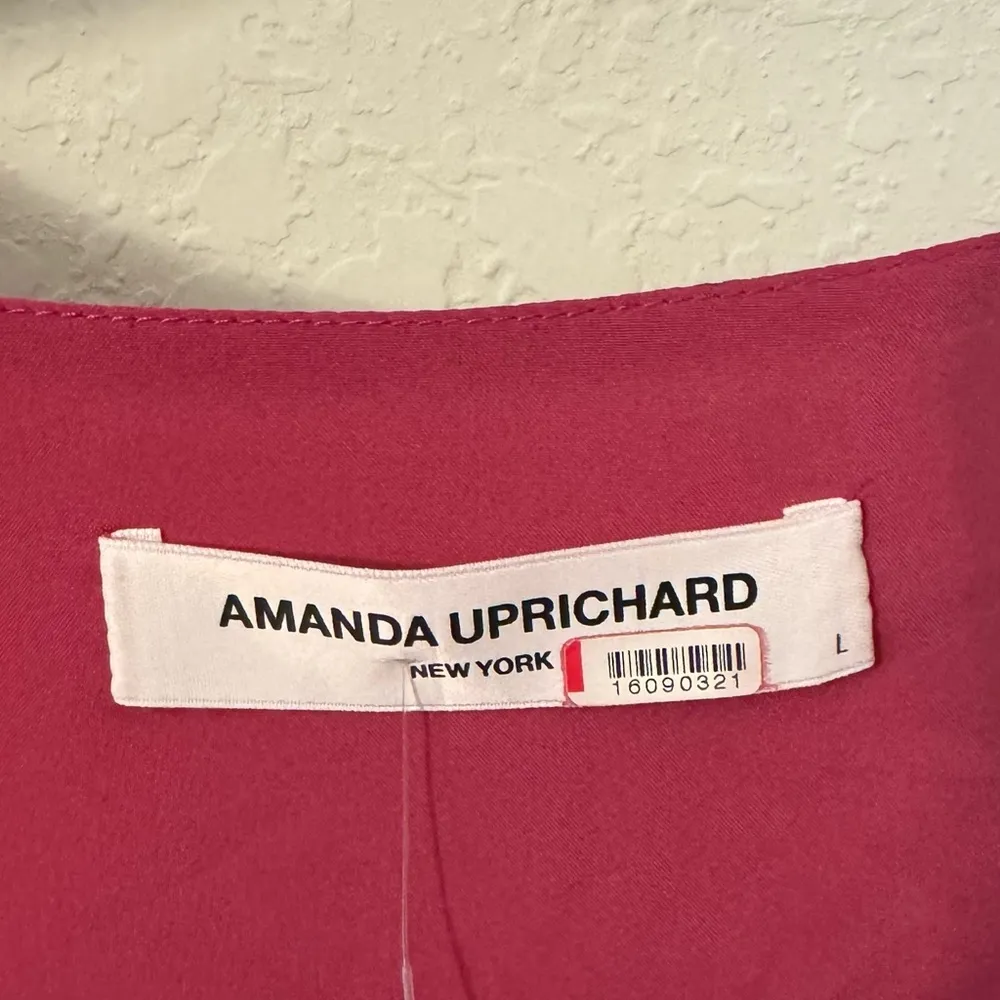 AMANDA UPRICHARD
NEW YORK
16090321
L